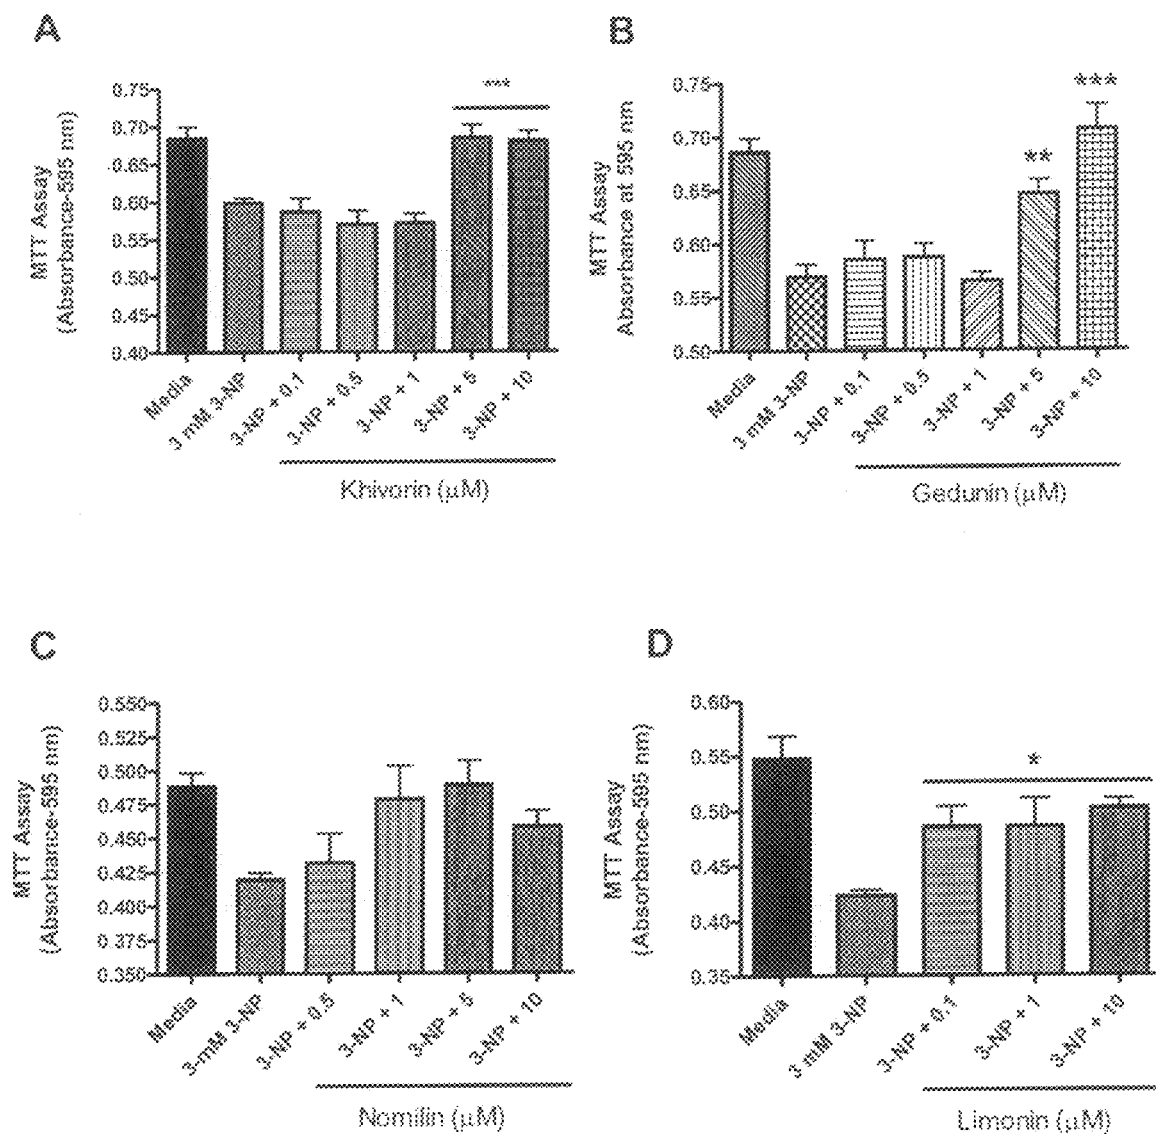 A
MTT Assay
(Absorbance-595 nm)
0.75
0.70
0.65
0.60
0.55
0.50
0.45
0.40
***
Media
3 mM 3-NP
3-NP + 0.1
3-NP + 0.5
3-NP + 1
3-NP + 5
3-NP + 10
Khivorin (μM)
B
MTT Assay
Absorbance at 595 nm
0.75
0.70
0.65
0.60
0.55
0.50
**
***
Media
3 mM 3-NP
3-NP + 0.1
3-NP + 0.5
3-NP + 1
3-NP + 5
3-NP + 10
Gedunin (μM)
C
MTT Assay
(Absorbance-595 nm)
0.550
0.525
0.500
0.475
0.450
0.425
0.400
0.375
0.350
Media
3-mM 3-NP
3-NP + 0.5
3-NP + 1
3-NP + 5
3-NP + 10
Nomilin (μM)
D
MTT Assay
(Absorbance-595 nm)
0.60
0.55
0.50
0.45
0.40
0.35
*
Media
3 mM 3-NP
3-NP + 0.1
3-NP + 1
3-NP + 10
Limonin (μM)